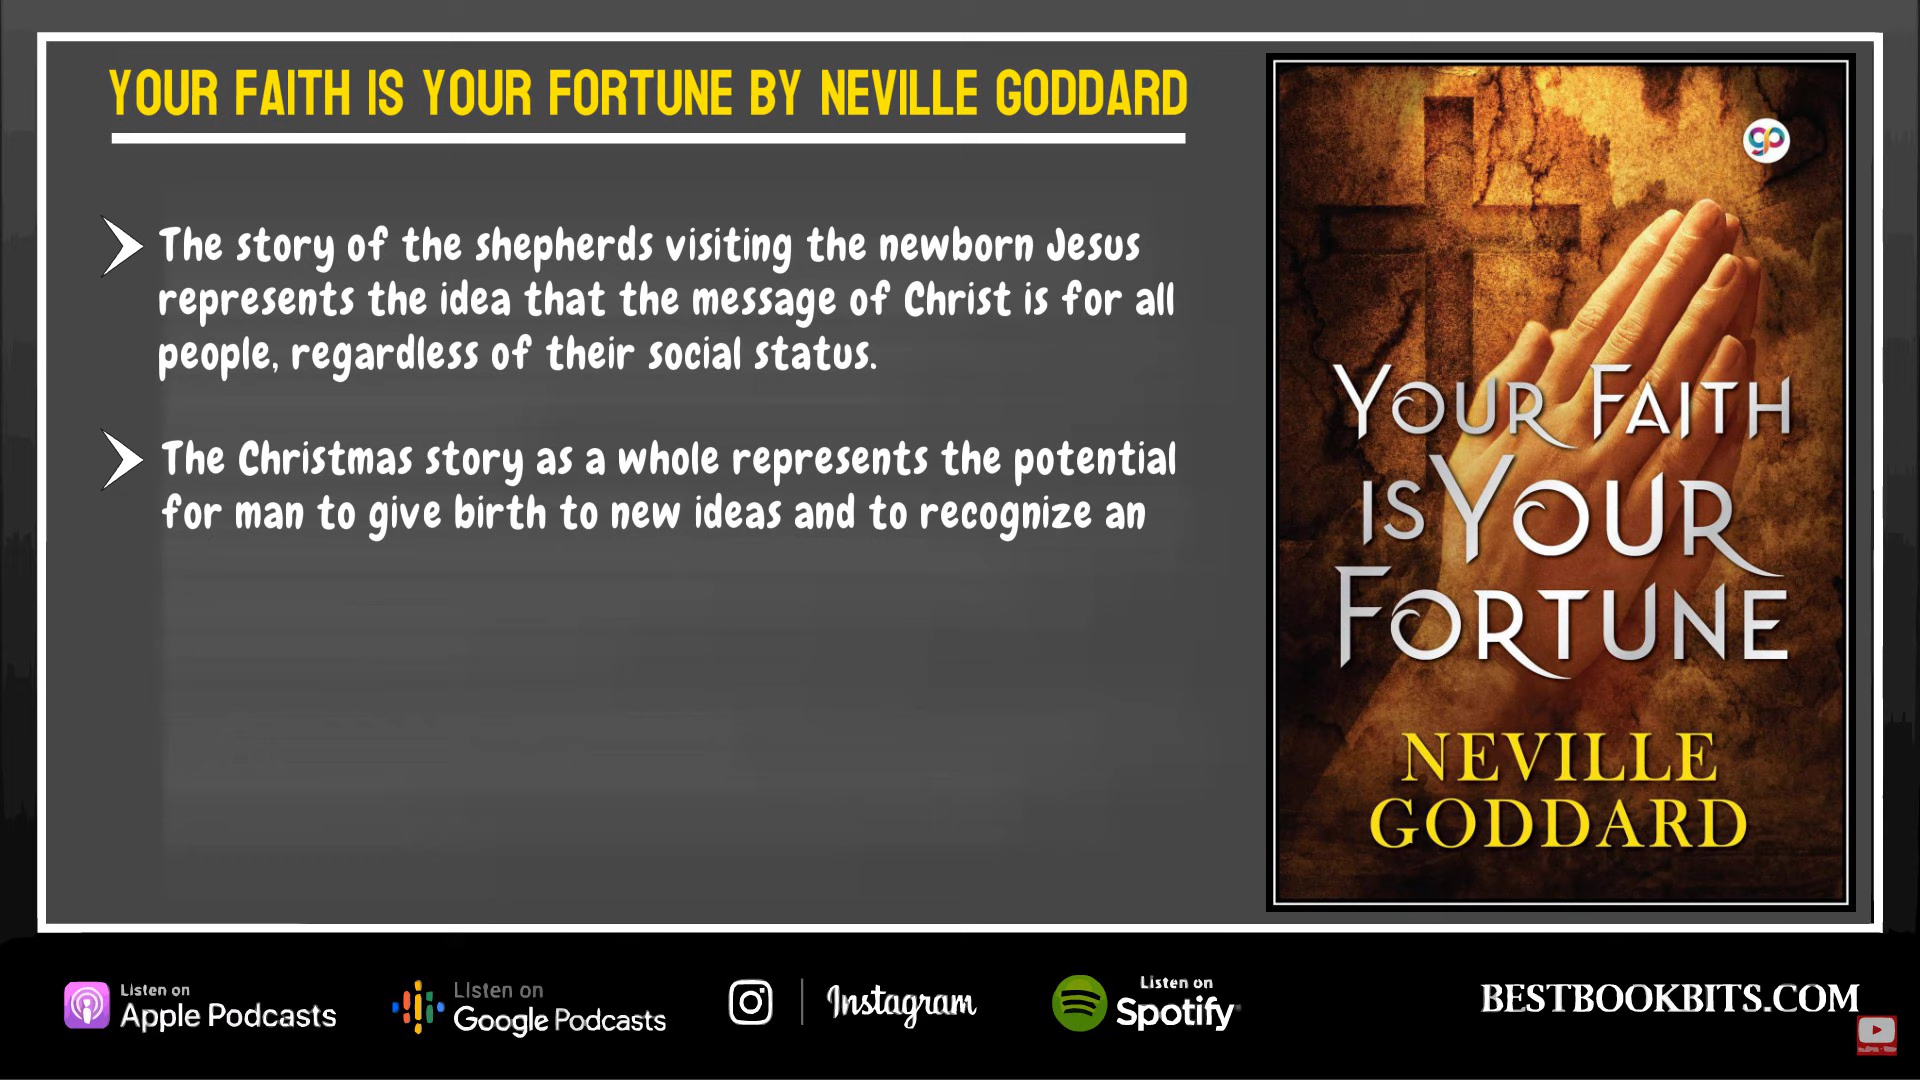 YOUR FAITH IS YOUR FORTUNE BY NEVILLE GODDARD
The story of the shepherds visiting the newborn Jesus
represents the idea that the message of Christ is for all
people, regardless of their social status.
The Christmas story as a whole represents the potential
for man to give birth to new ideas and to recognize an
gp
YOUR FAITH
IS YOUR
FORTUNE
NEVILLE
GODDARD
Listen on
Apple Podcasts
Listen on
Google Podcasts
Instagram
Listen on
Spotify
BESTBOOKBITS.COM